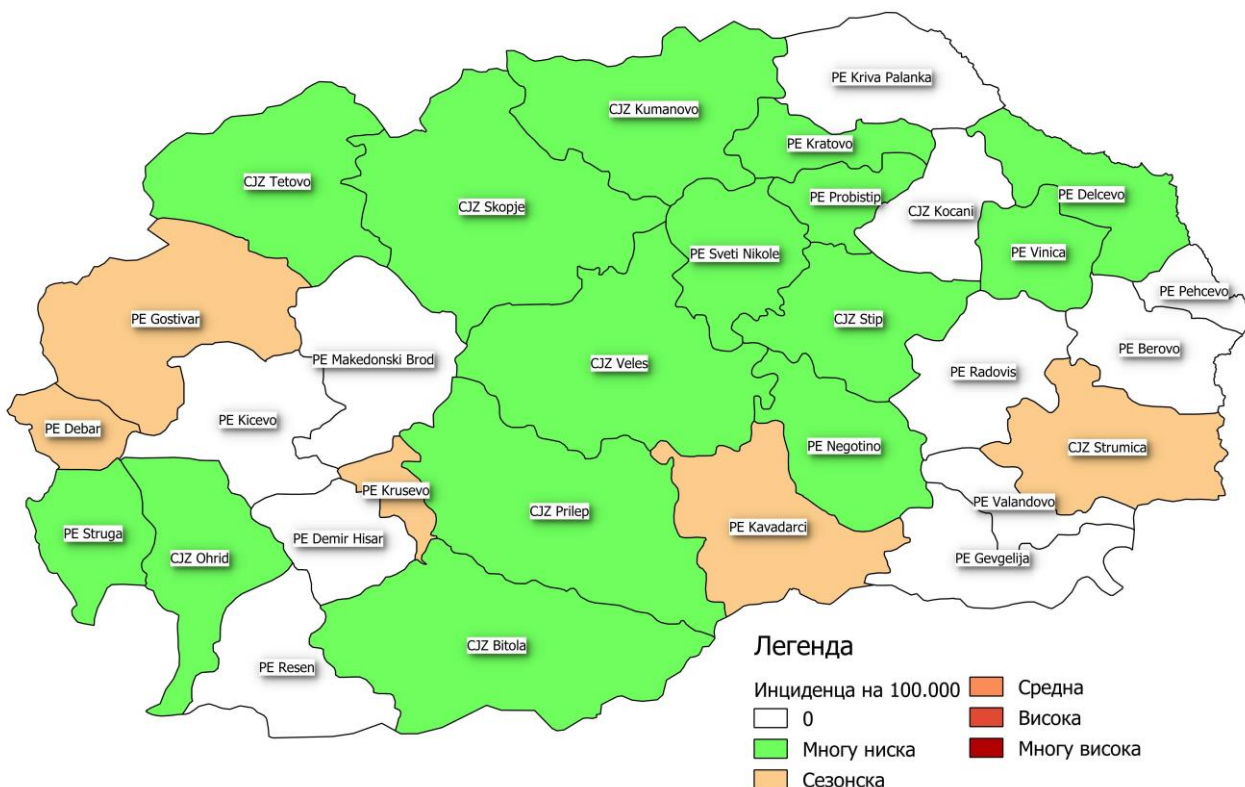 PE Kriva Palanka
CJZ Kumanovo
PE Kratovo
CJZ Tetovo
PE Probistip
PE Delcevo
CJZ Skopje
CJZ Kocani
PE Sveti Nikole
PE Vinica
PE Pehcevo
PE Gostivar
CJZ Stip
PE Makedonski Brod
CJZ Veles
PE Berovo
PE Radovis
PE Kicevo
PE Debar
PE Negotino
CJZ Strumica
PE Krusevo
PE Valandovo
CJZ Prilep
PE Kavadarci
PE Struga
PE Demir Hisar
CJZ Ohrid
PE Gevgelija
CJZ Bitola
PE Resen
Легенда
Инциденца на 100.000
0
Многу ниска
Сезонска
Средна
Висока
Многу висока